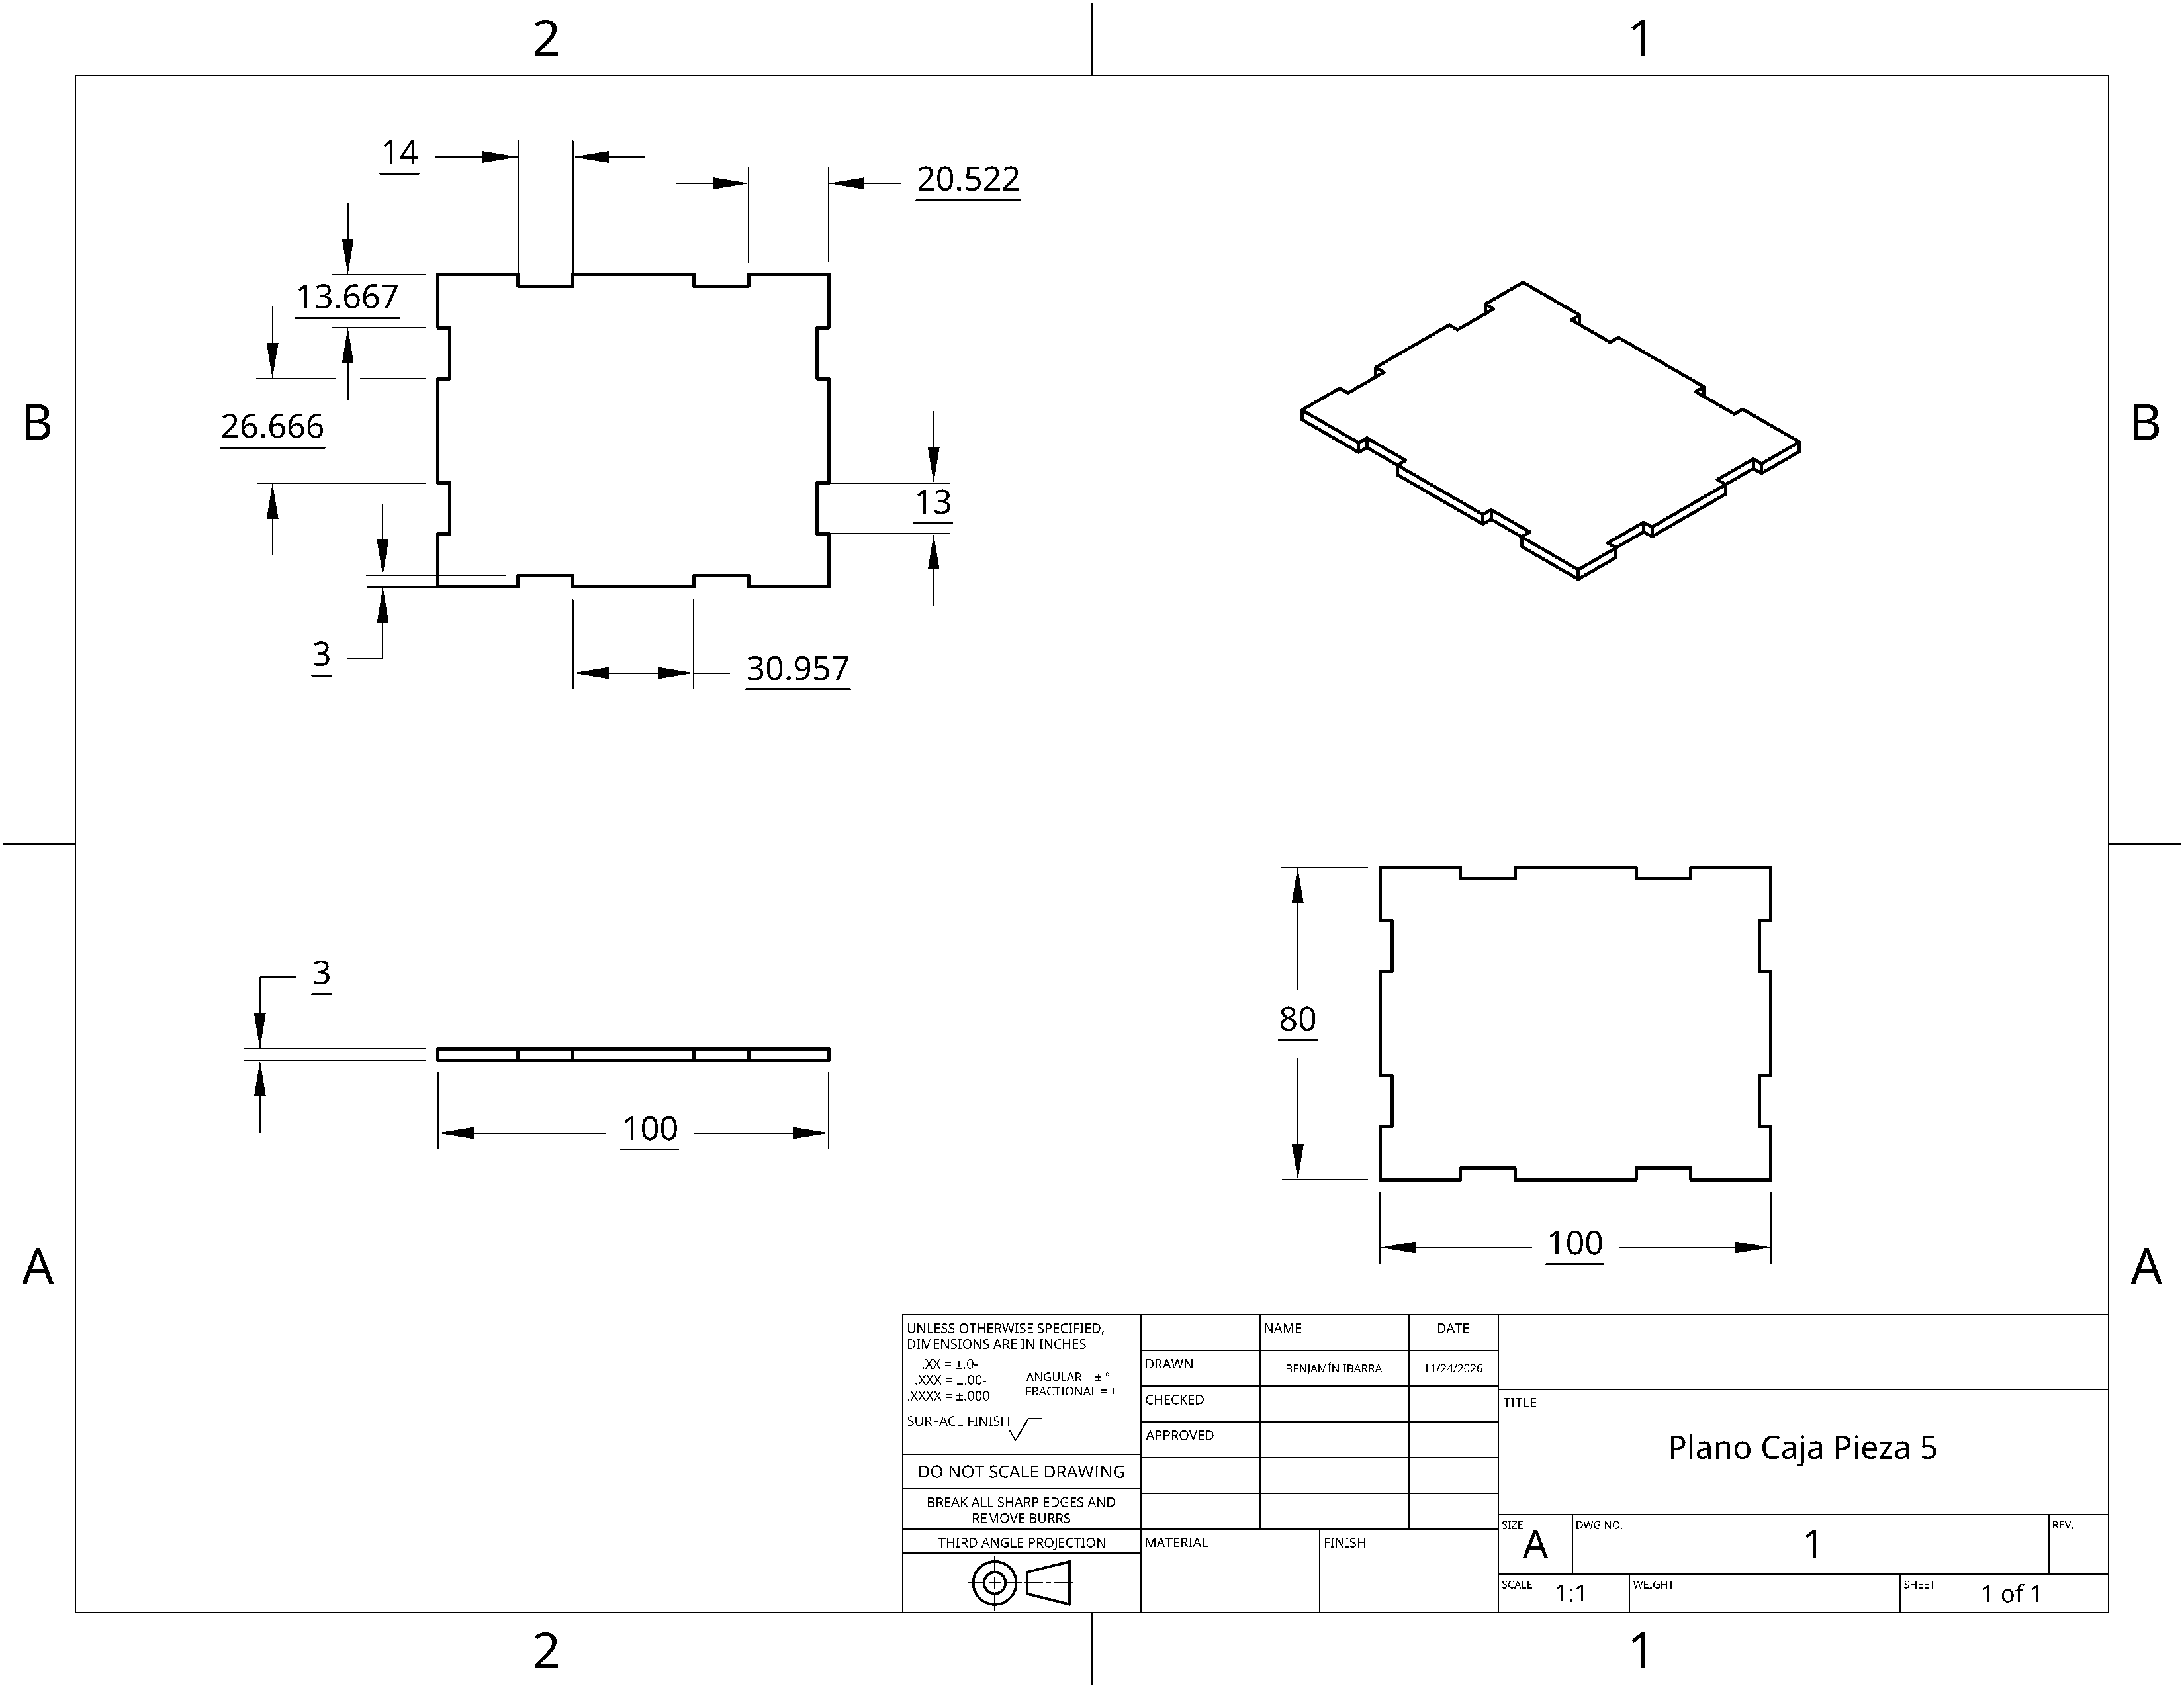 2
1
14
20.522
13.667
26.666
B
B
13
3
30.957
3
80
100
100
A
A
UNLESS OTHERWISE SPECIFIED,
DIMENSIONS ARE IN INCHES
.XX = ±.0-
.XXX = ±.00-
.XXXX = ±.000-
ANGULAR = ± °
FRACTIONAL = ±
SURFACE FINISH
DO NOT SCALE DRAWING
BREAK ALL SHARP EDGES AND
REMOVE BURRS
THIRD ANGLE PROJECTION
NAME
DATE
DRAWN
BENJAMÍN IBARRA
11/24/2026
CHECKED
APPROVED
MATERIAL
FINISH
TITLE
Plano Caja Pieza 5
SIZE
A
DWG NO.
1
REV.
SCALE
1:1
WEIGHT
SHEET
1 of 1
2
1